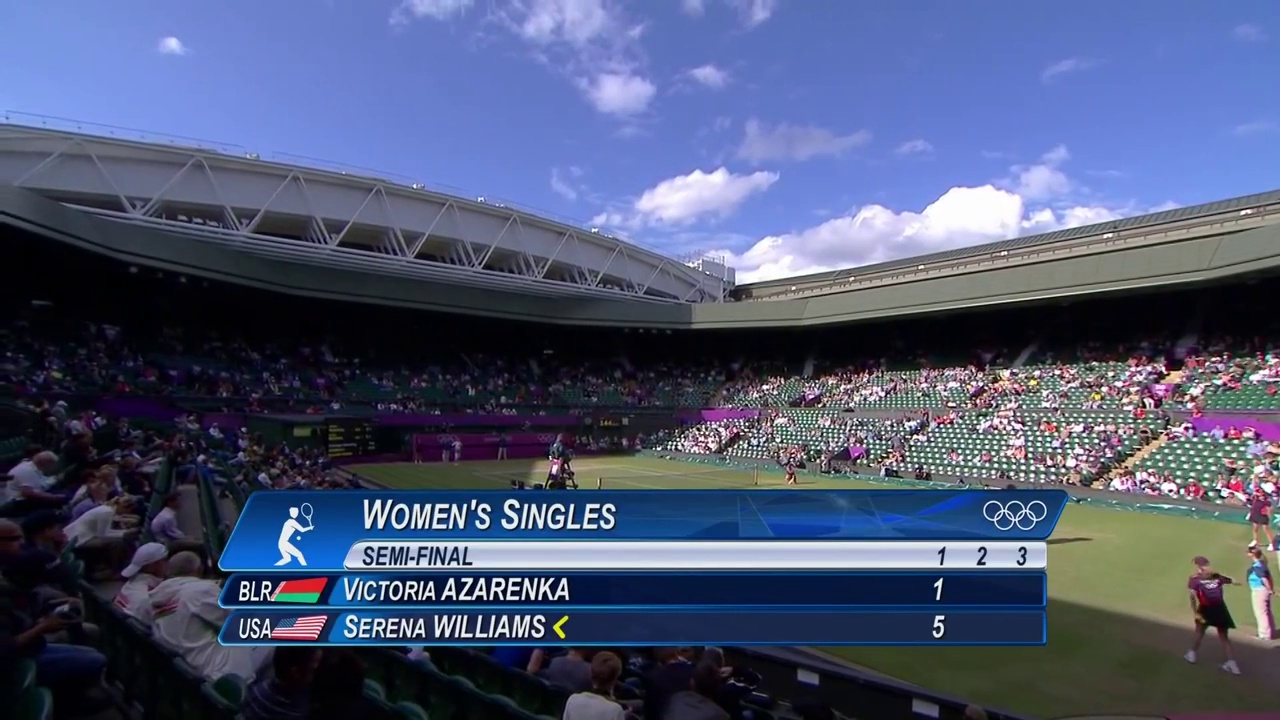 WOMEN'S SINGLES
SEMI-FINAL 1 2 3
BLR VICTORIA AZARENKA 1
USA SERENA WILLIAMS < 5